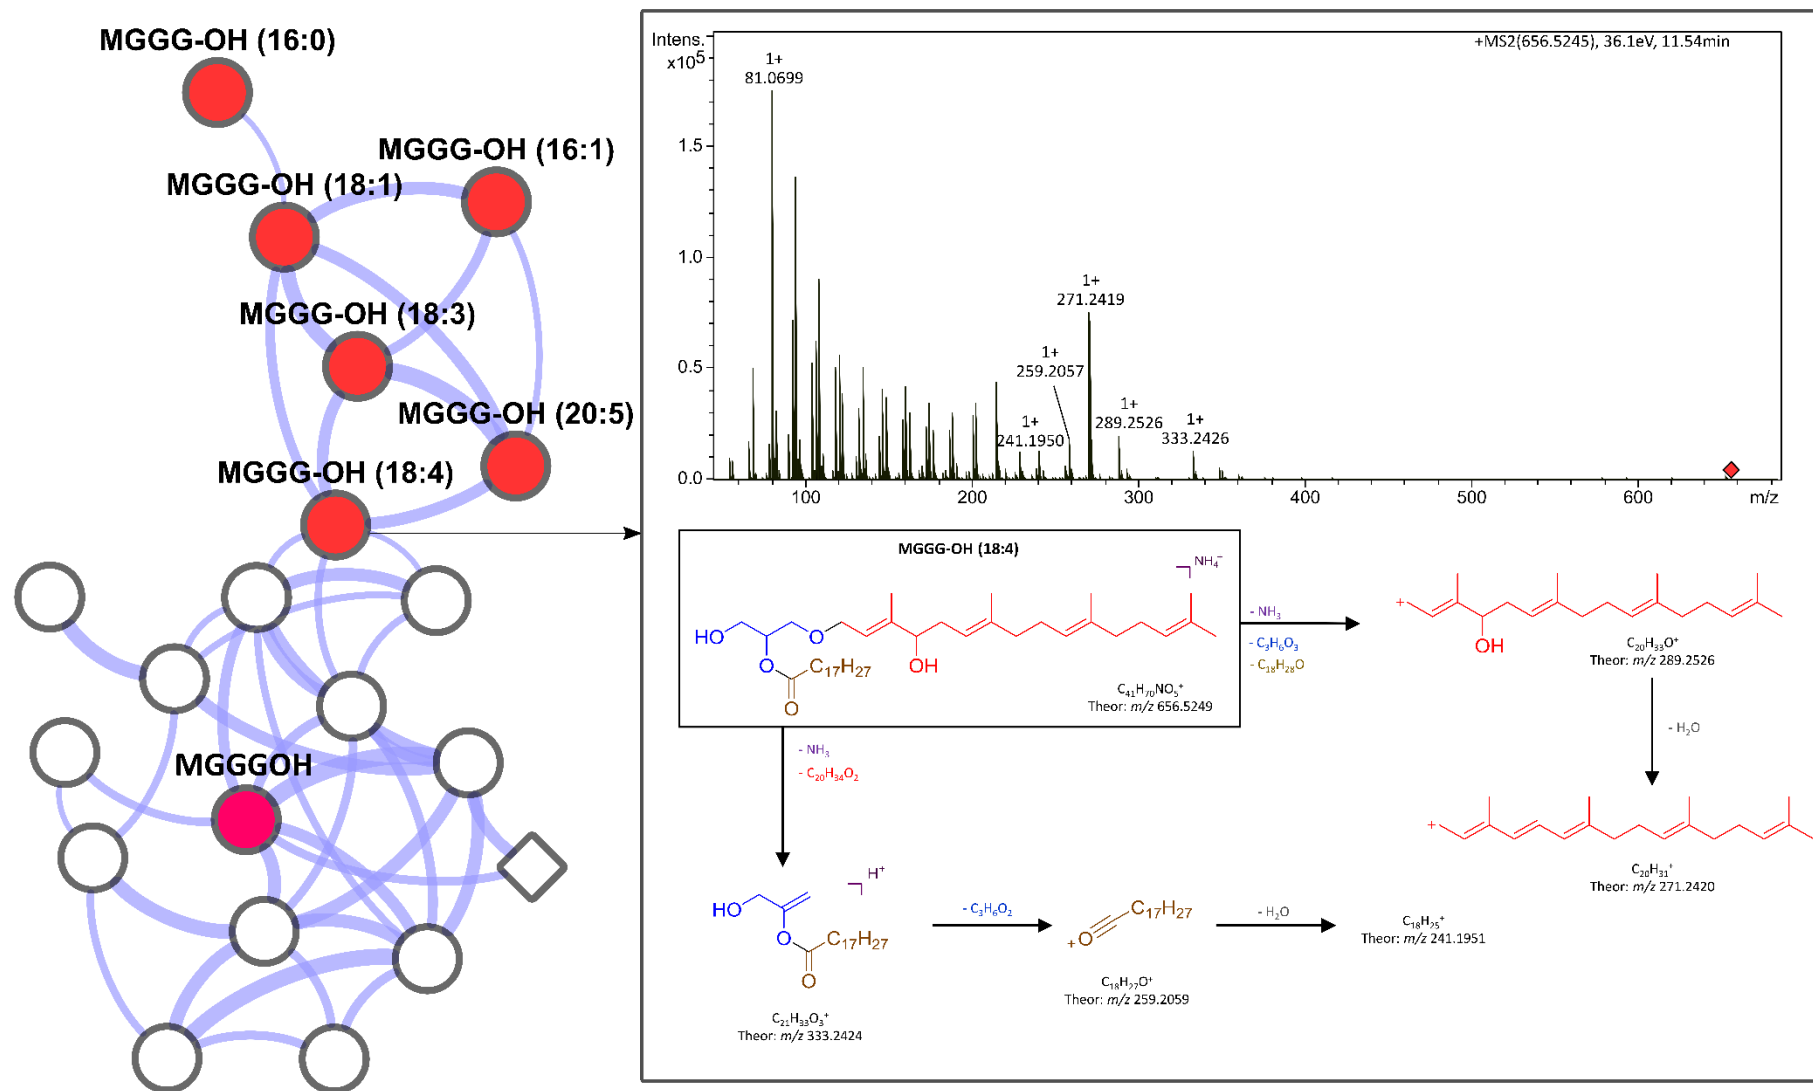 MGGG-OH (16:0)
MGGG-OH (16:1)
MGGG-OH (18:1)
MGGG-OH (18:3)
MGGG-OH (20:5)
MGGG-OH (18:4)
MGGGOH
Intens.
x10⁵
+MS2(656.5245), 36.1eV, 11.54min
1.5
1.0
0.5
0.0
1+
81.0699
1+
241.1950
1+
259.2057
1+
271.2419
1+
289.2526
1+
333.2426
100
200
300
400
500
600
m/z
MGGG-OH (18:4)
NH₄⁻
HO
O
O
C₁₇H₂₇
O
OH
C₄₁H₇₀NO₅⁺
Theor: m/z 656.5249
- NH₃
- C₃H₆O₃
- C₁₈H₂₈O
+
OH
C₂₀H₃₃O⁺
Theor: m/z 289.2526
- H₂O
+
C₂₀H₃₁⁺
Theor: m/z 271.2420
- NH₃
- C₂₀H₃₄O₂
H⁺
HO
O
C₁₇H₂₇
O
C₂₁H₃₃O₃⁺
Theor: m/z 333.2424
- C₃H₆O₂
C₁₇H₂₇
+O
C₁₈H₂₇O⁺
Theor: m/z 259.2059
- H₂O
C₁₈H₂₅⁺
Theor: m/z 241.1951